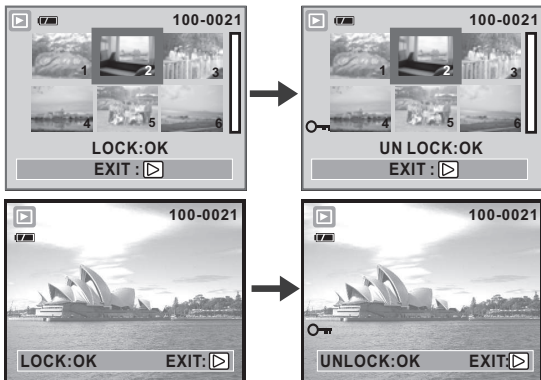 100-0021
1 2 3
4 5 6
LOCK:OK
EXIT :
100-0021
1 2 3
4 5 6
UN LOCK:OK
EXIT :
100-0021
LOCK:OK EXIT:
100-0021
UNLOCK:OK EXIT: